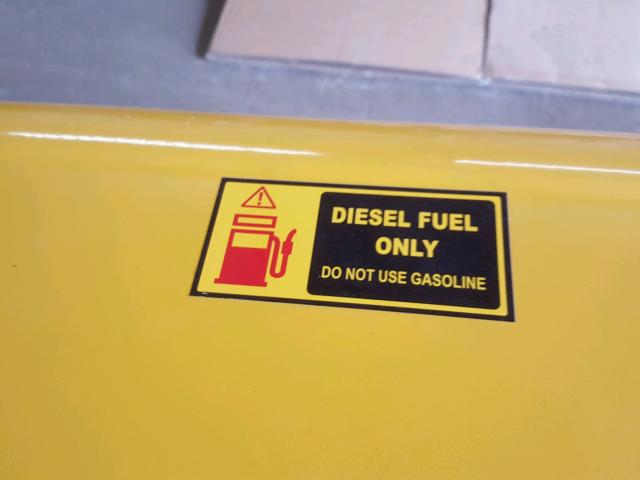 DIESEL FUEL
ONLY
DO NOT USE GASOLINE